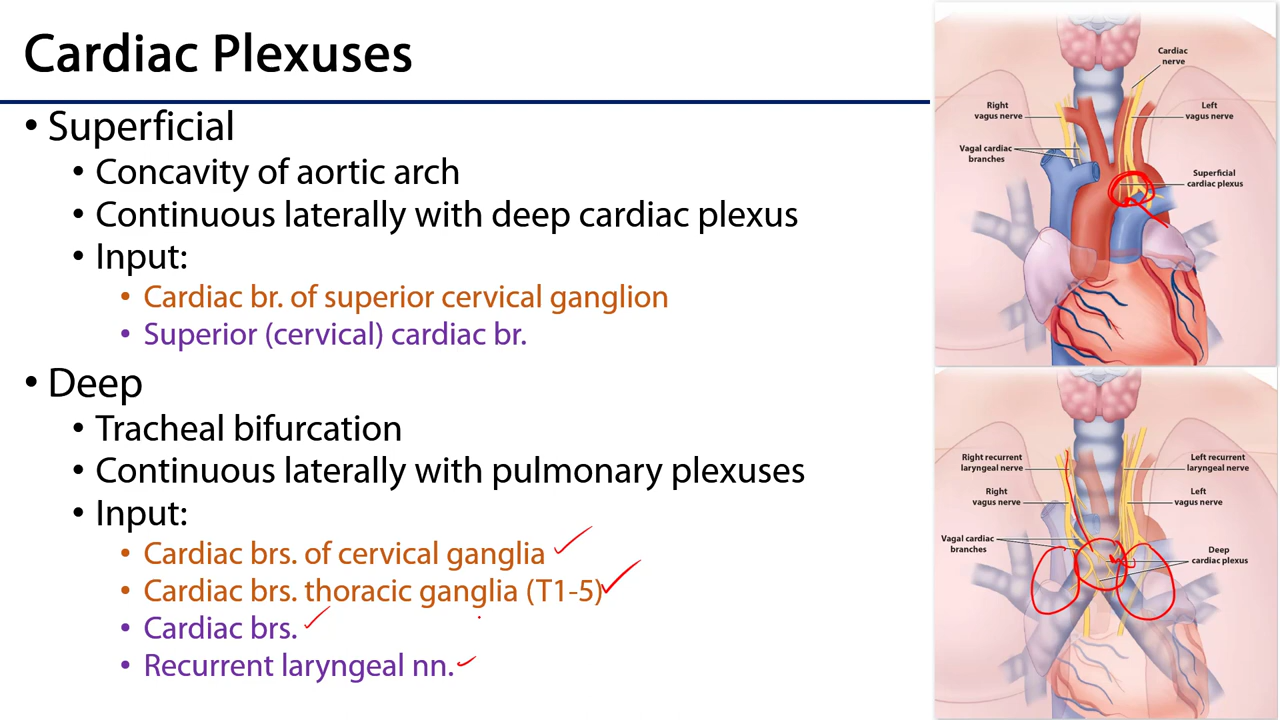 Cardiac Plexuses
• Superficial
• Concavity of aortic arch
• Continuous laterally with deep cardiac plexus
• Input:
• Cardiac br. of superior cervical ganglion
• Superior (cervical) cardiac br.
• Deep
• Tracheal bifurcation
• Continuous laterally with pulmonary plexuses
• Input:
• Cardiac brs. of cervical ganglia
• Cardiac brs. thoracic ganglia (T1-5)
• Cardiac brs.
• Recurrent laryngeal nn.
Cardiac
nerve
Right
vagus nerve
Left
vagus nerve
Vagal cardiac
branches
Superficial
cardiac plexus
Right recurrent
laryngeal nerve
Left recurrent
laryngeal nerve
Right
vagus nerve
Left
vagus nerve
Vagal cardiac
branches
Deep
cardiac plexus